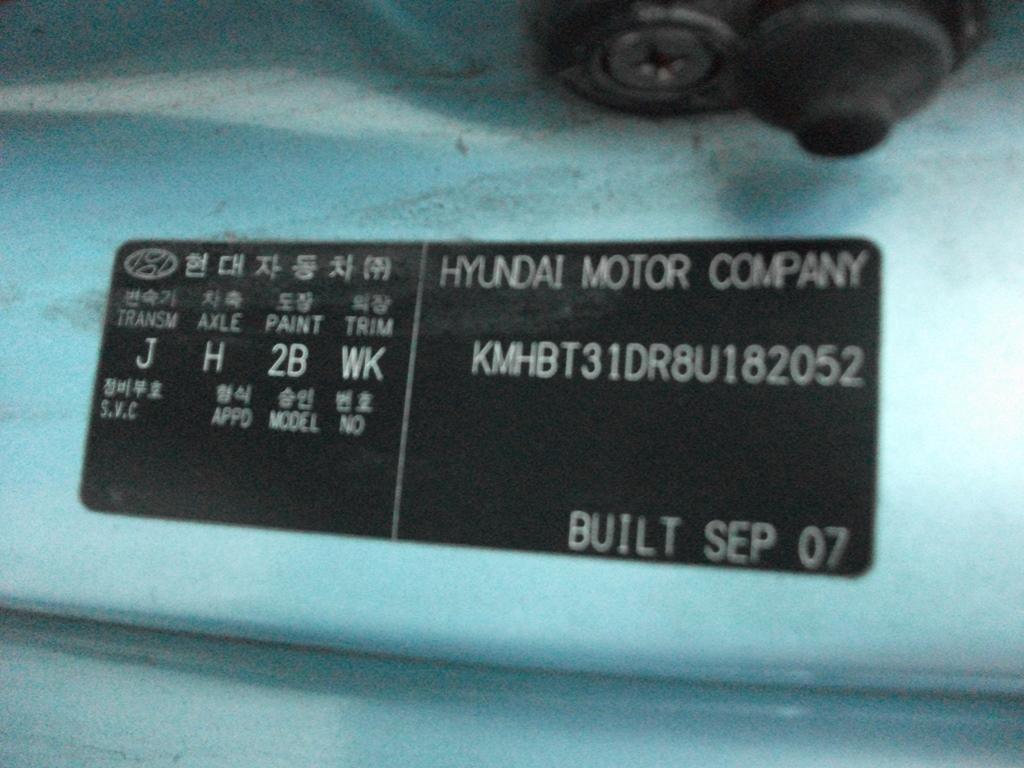 현대자동차(주)
변속기 차축 도장 의장
TRANSM AXLE PAINT TRIM
J H 2B WK
정비부호 형식 승인 번호
S.V.C APPD MODEL NO
HYUNDAI MOTOR COMPANY
KMHBT31DR8U182052
BUILT SEP 07